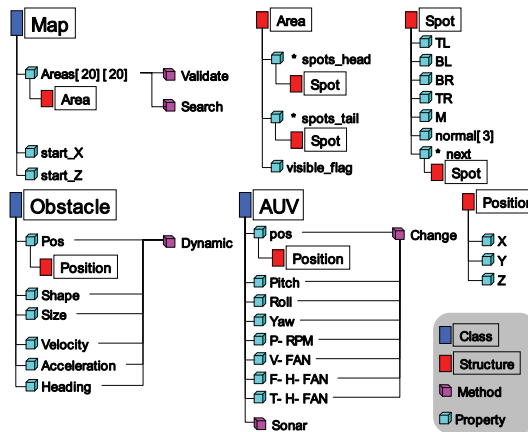 Map
Areas[ 20] [ 20]
Validate
Area
Search
start_X
start_Z
Area
* spots_head
Spot
* spots_tail
Spot
visible_flag
Spot
TL
BL
BR
TR
M
normal[ 3]
* next
Spot
Obstacle
Pos
Dynamic
Position
Shape
Size
Velocity
Acceleration
Heading
AUV
pos
Change
Position
Pitch
Roll
Yaw
P- RPM
V- FAN
F- H- FAN
T- H- FAN
Sonar
Position
X
Y
Z
Class
Structure
Method
Property